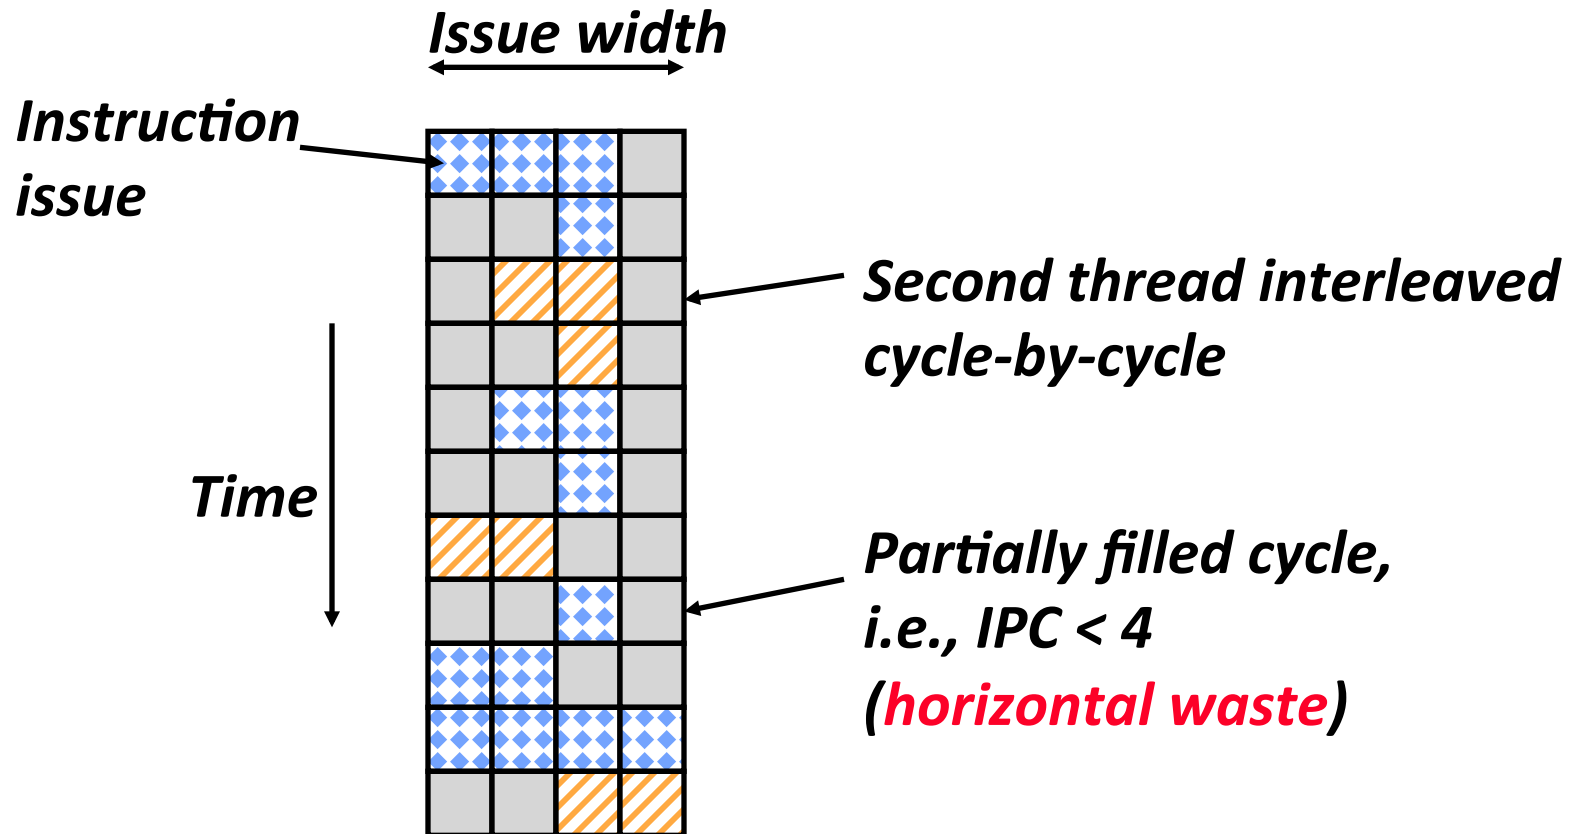 Issue width
Instruction
issue
Second thread interleaved
cycle-by-cycle
Time
Partially filled cycle,
i.e., IPC < 4
(horizontal waste)